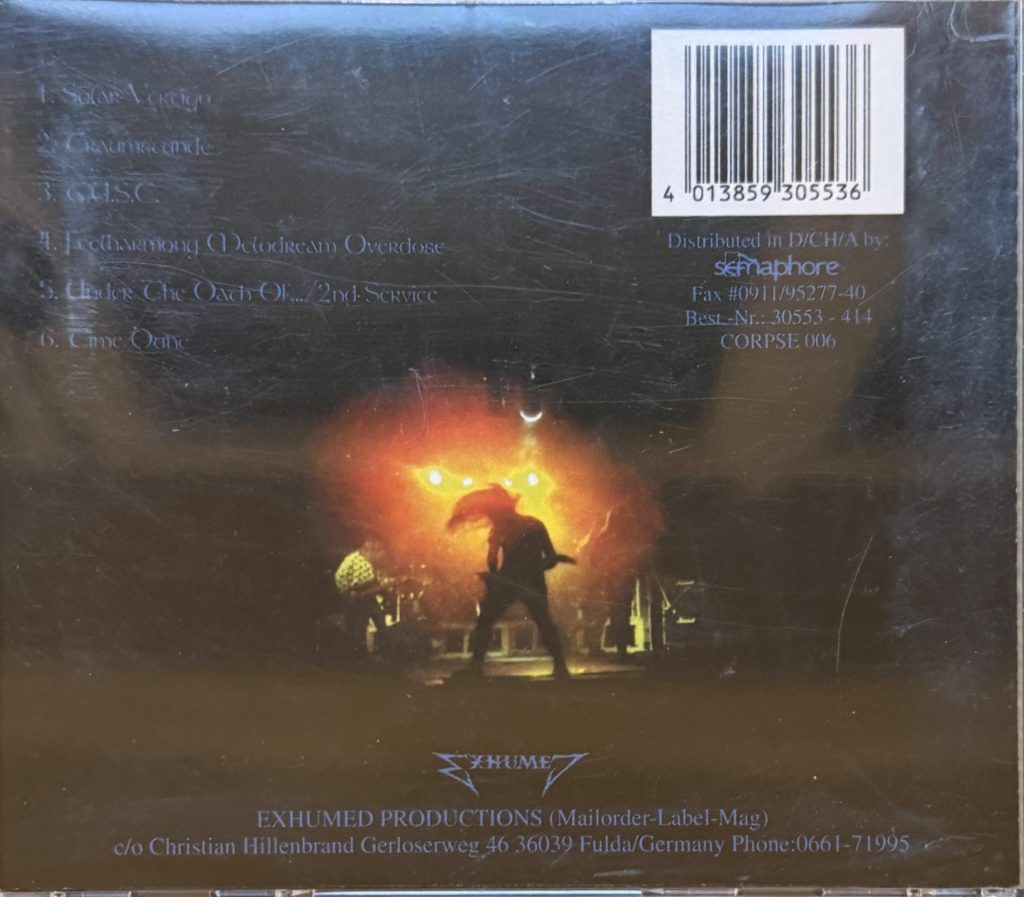 1. Solar Vertigo
2. Traumstunde
3. G.U.S.C.
4. Feelharmony Melodream Overdose
5. Under The Oath Of.../2nd Service
6. Time Quhe
4 013859 305536
Distributed in D/CH/A by:
semaphore
Fax #0911/95277-40
Best.-Nr.: 30553 - 414
CORPSE 006
EXHUMED
EXHUMED PRODUCTIONS (Mailorder-Label-Mag)
c/o Christian Hillenbrand Gerloserweg 46 36039 Fulda/Germany Phone:0661-71995